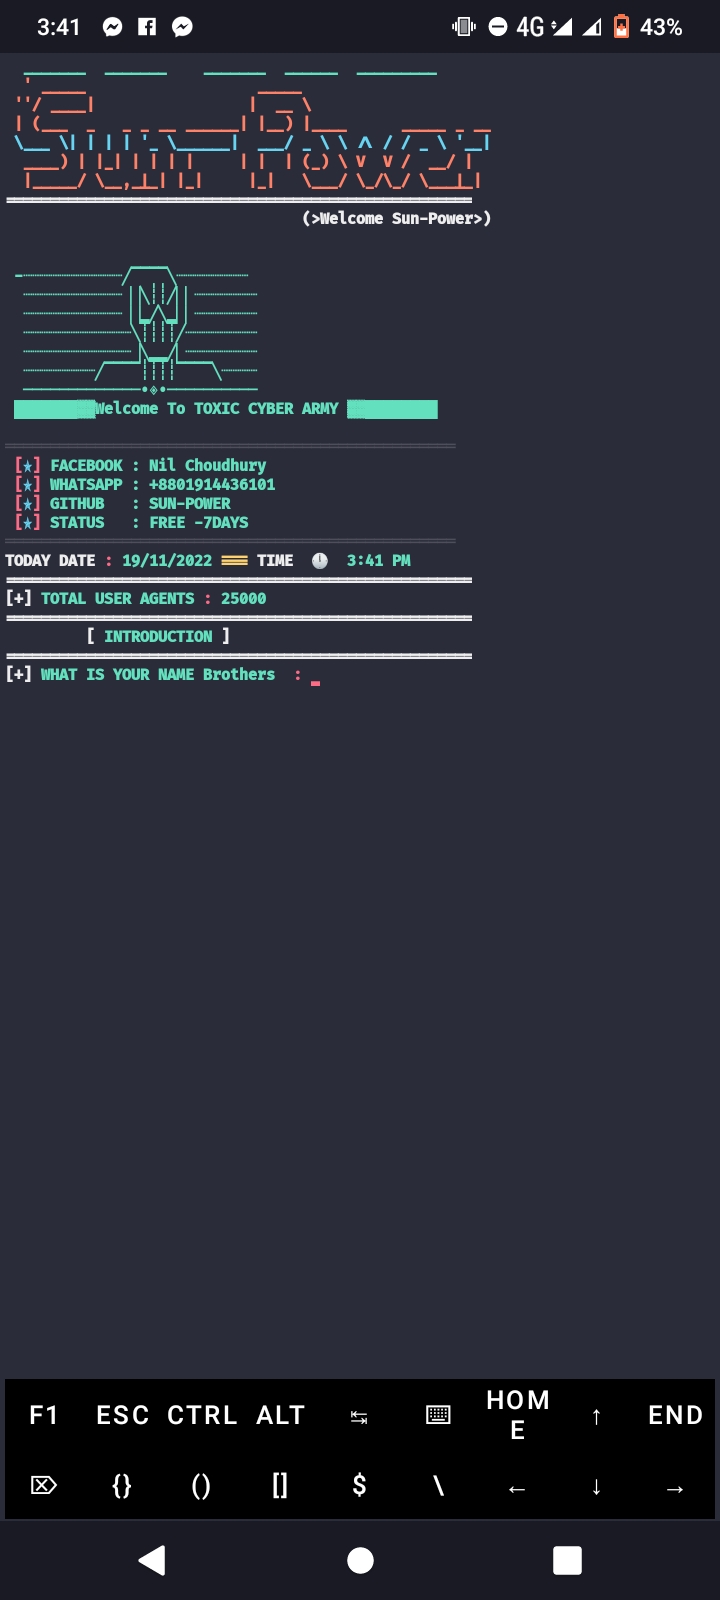 3:41 4G 43%
Sun-Power
(>Welcome Sun-Power>)
Welcome To TOXIC CYBER ARMY
[★] FACEBOOK : Nil Choudhury
[★] WHATSAPP : +8801914436101
[★] GITHUB : SUN-POWER
[★] STATUS : FREE -7DAYS
TODAY DATE : 19/11/2022 === TIME 🕛 3:41 PM
[+] TOTAL USER AGENTS : 25000
[ INTRODUCTION ]
[+] WHAT IS YOUR NAME Brothers : _
F1 ESC CTRL ALT ↹ ⌨ HOME ↑ END
⌦ {} () [] $ \ ← ↓ →